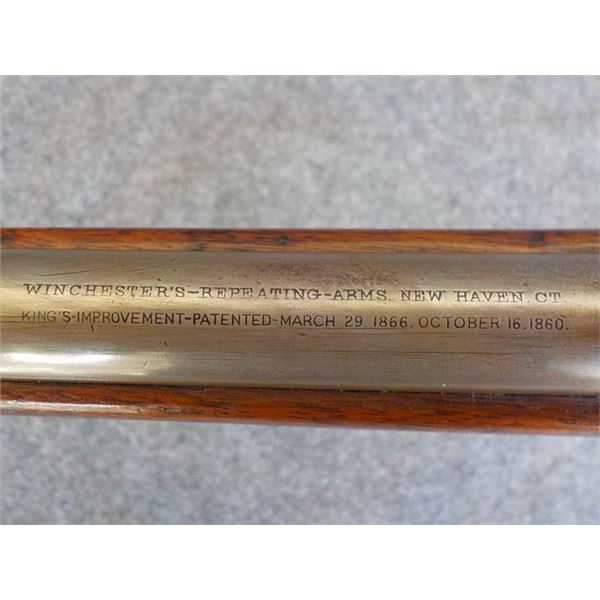 WINCHESTER'S-REPEATING-ARMS. NEW HAVEN. CT.
KING'S-IMPROVEMENT-PATENTED-MARCH 29. 1866. OCTOBER 16. 1860.